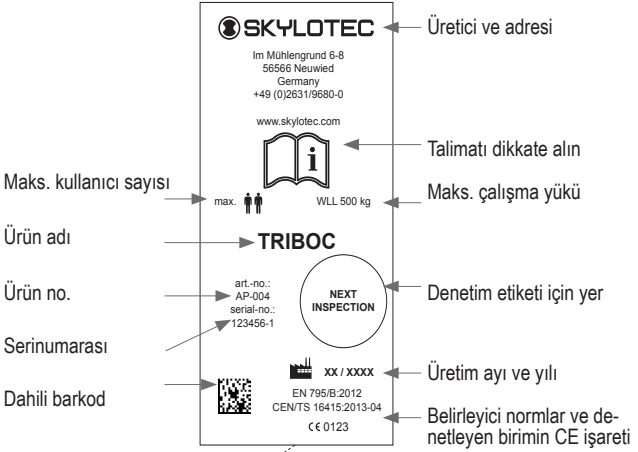 SKYLOTEC
Üretici ve adresi
Im Mühlengrund 6-8
56566 Neuwied
Germany
+49 (0)2631/9680-0
www.skylotec.com
i
Talimatı dikkate alın
Maks. kullanıcı sayısı
max.
WLL 500 kg
Maks. çalışma yükü
Ürün adı
TRIBOC
Ürün no.
art.-no.:
AP-004
serial-no.:
123456-1
NEXT
INSPECTION
Denetim etiketi için yer
Serinumarası
XX / XXXX
Üretim ayı ve yılı
Dahili barkod
EN 795/B:2012
CEN/TS 16415:2013-04
CE 0123
Belirleyici normlar ve de-
netleyen birimin CE işareti